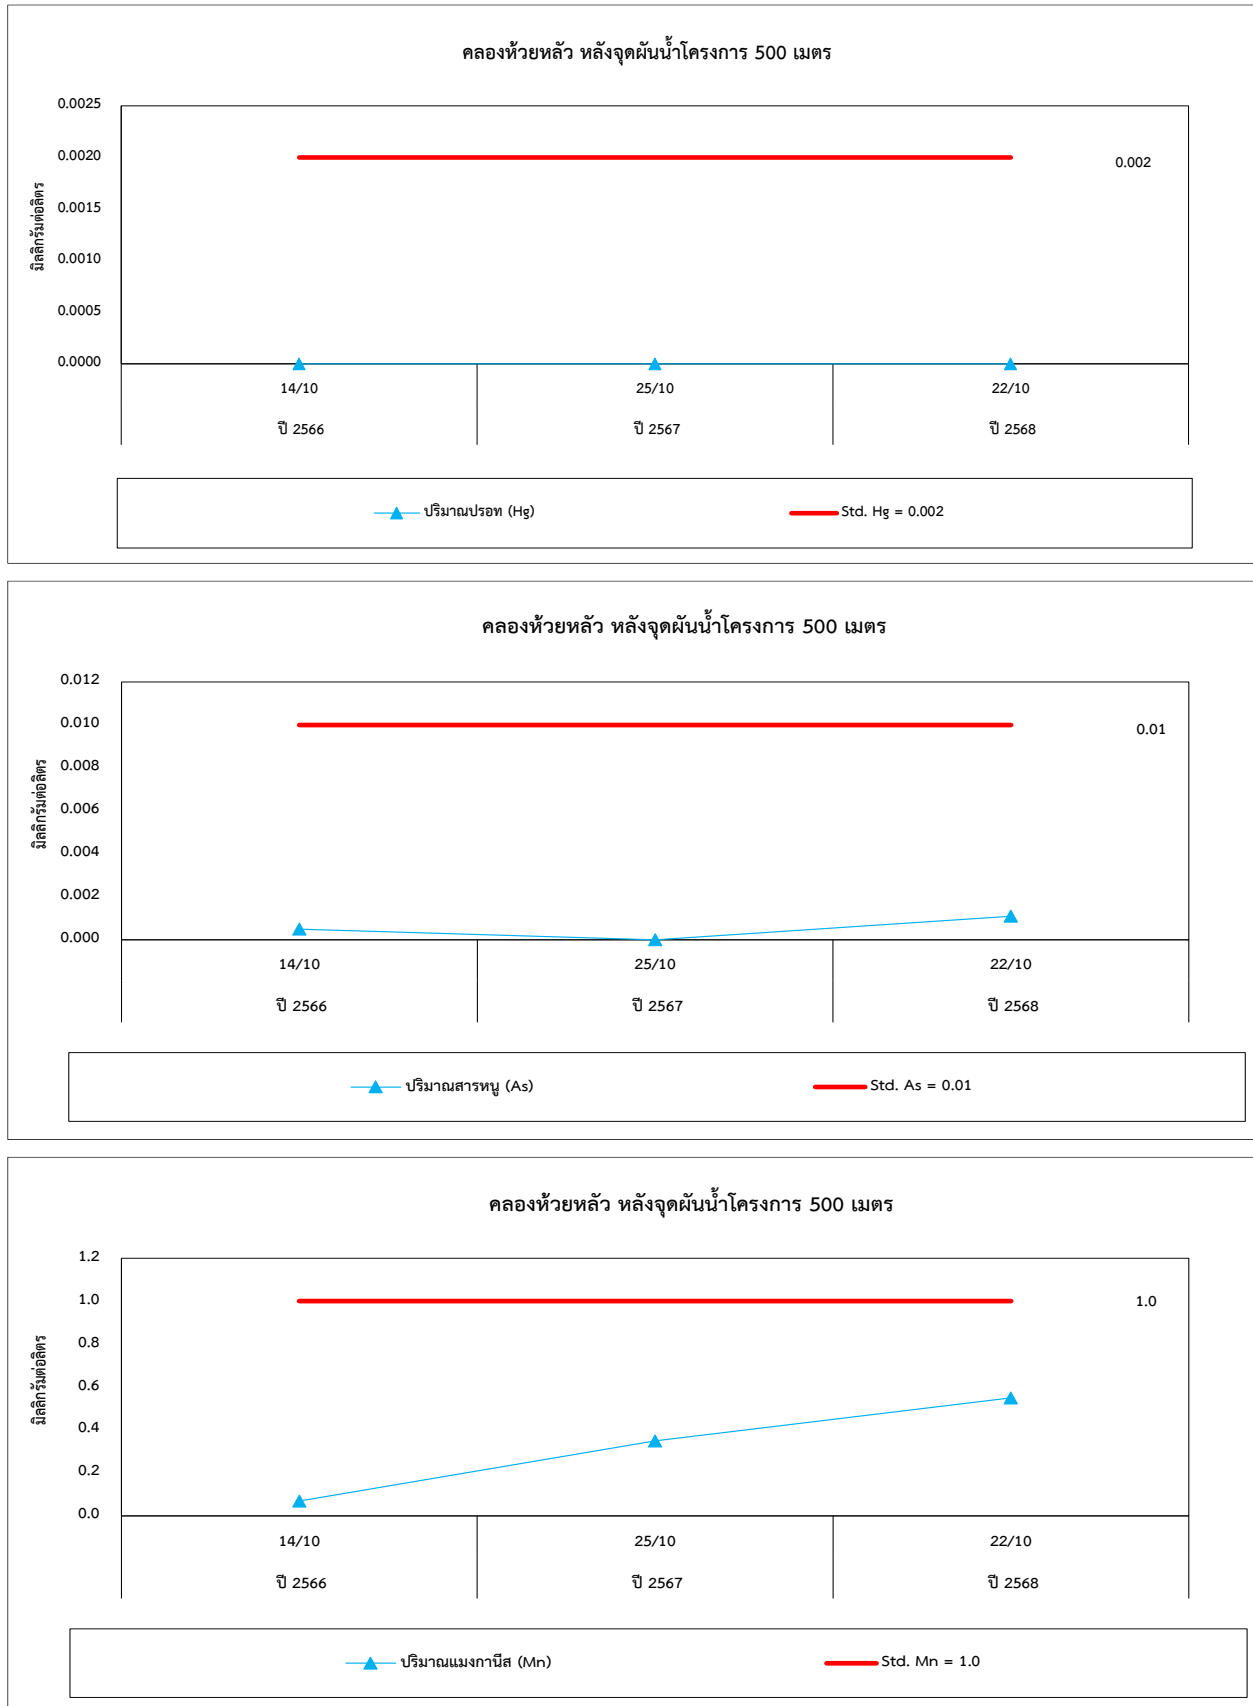 คลองห้วยหลัว หลังจุดผันน้ำโครงการ 500 เมตร
0.0025
0.0020
0.0015
0.0010
0.0005
0.0000
มิลลิกรัมต่อลิตร
0.002
14/10
25/10
22/10
ปี 2566
ปี 2567
ปี 2568
ปริมาณปรอท (Hg)
Std. Hg = 0.002
คลองห้วยหลัว หลังจุดผันน้ำโครงการ 500 เมตร
0.012
0.010
0.008
0.006
0.004
0.002
0.000
มิลลิกรัมต่อลิตร
0.01
14/10
25/10
22/10
ปี 2566
ปี 2567
ปี 2568
ปริมาณสารหนู (As)
Std. As = 0.01
คลองห้วยหลัว หลังจุดผันน้ำโครงการ 500 เมตร
1.2
1.0
0.8
0.6
0.4
0.2
0.0
มิลลิกรัมต่อลิตร
1.0
14/10
25/10
22/10
ปี 2566
ปี 2567
ปี 2568
ปริมาณแมงกานีส (Mn)
Std. Mn = 1.0